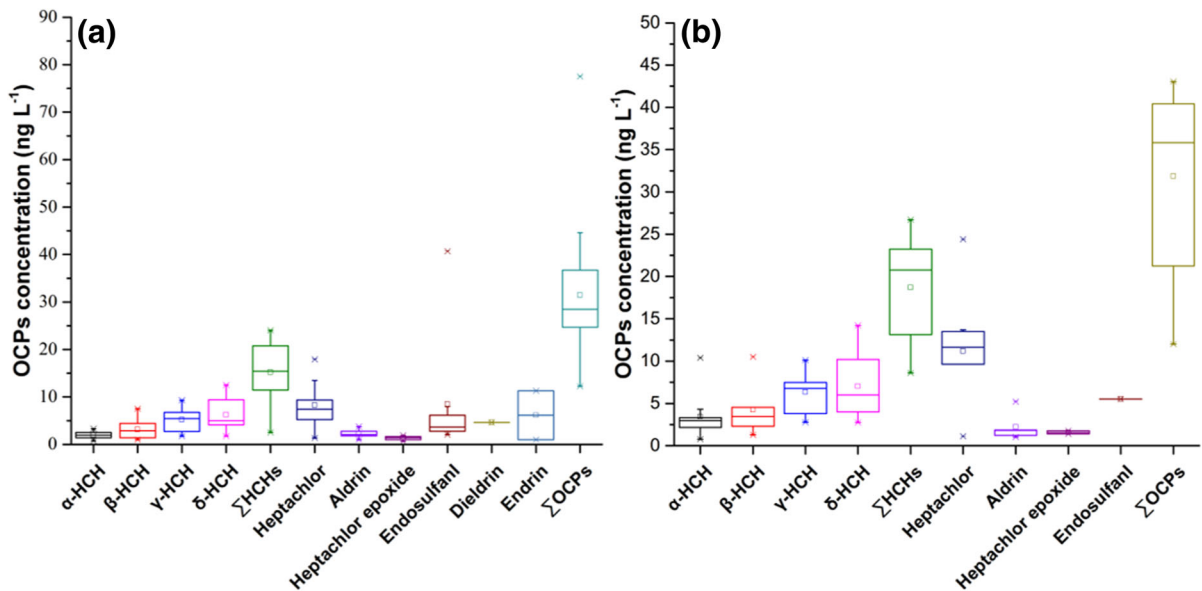 (a)
OCPs concentration (ng L⁻¹)
90
80
70
60
50
40
30
20
10
0
α-HCH
β-HCH
γ-HCH
δ-HCH
∑HCHs
Heptachlor
Aldrin
Heptachlor epoxide
EndosulfanI
Dieldrin
Endrin
∑OCPs
(b)
OCPs concentration (ng L⁻¹)
50
45
40
35
30
25
20
15
10
5
0
α-HCH
β-HCH
γ-HCH
δ-HCH
∑HCHs
Heptachlor
Aldrin
Heptachlor epoxide
EndosulfanI
∑OCPs